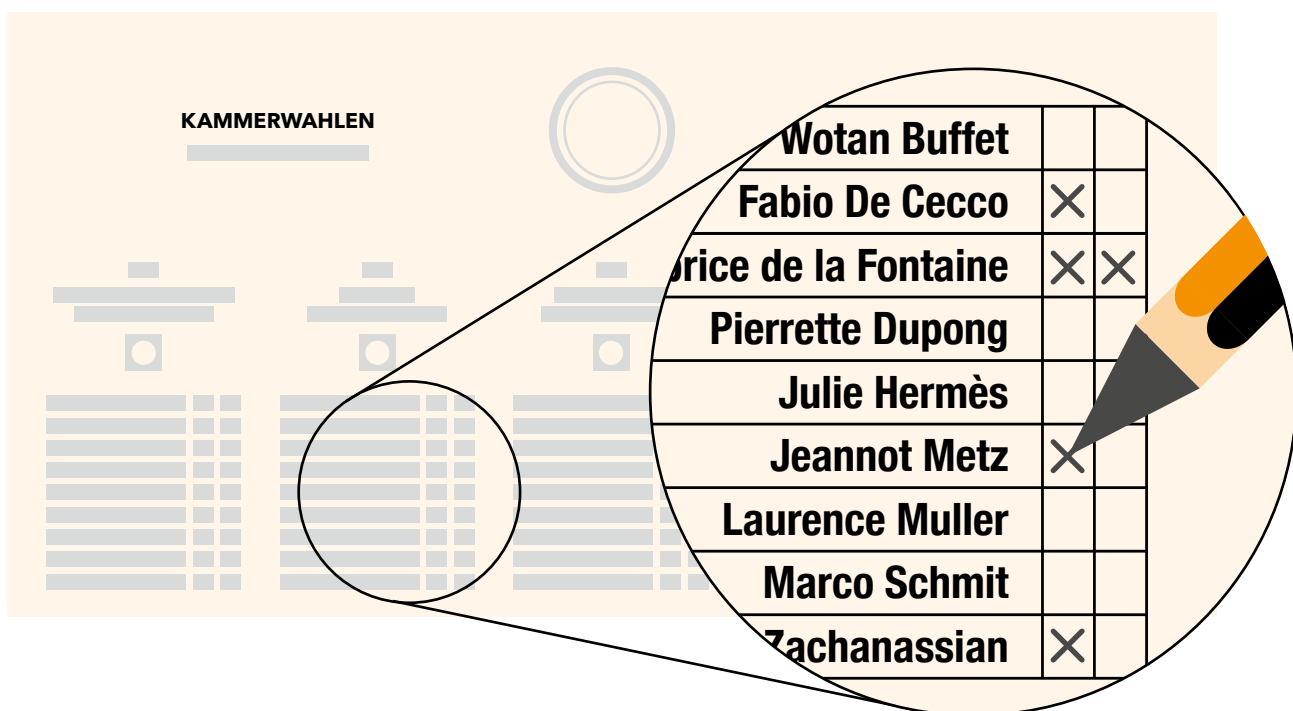 KAMMERWAHLEN
Wotan Buffet
Fabio De Cecco
de la Fontaine
Pierrette Dupong
Julie Hermès
Jeannot Metz
Laurence Muller
Marco Schmit
Zachanassian